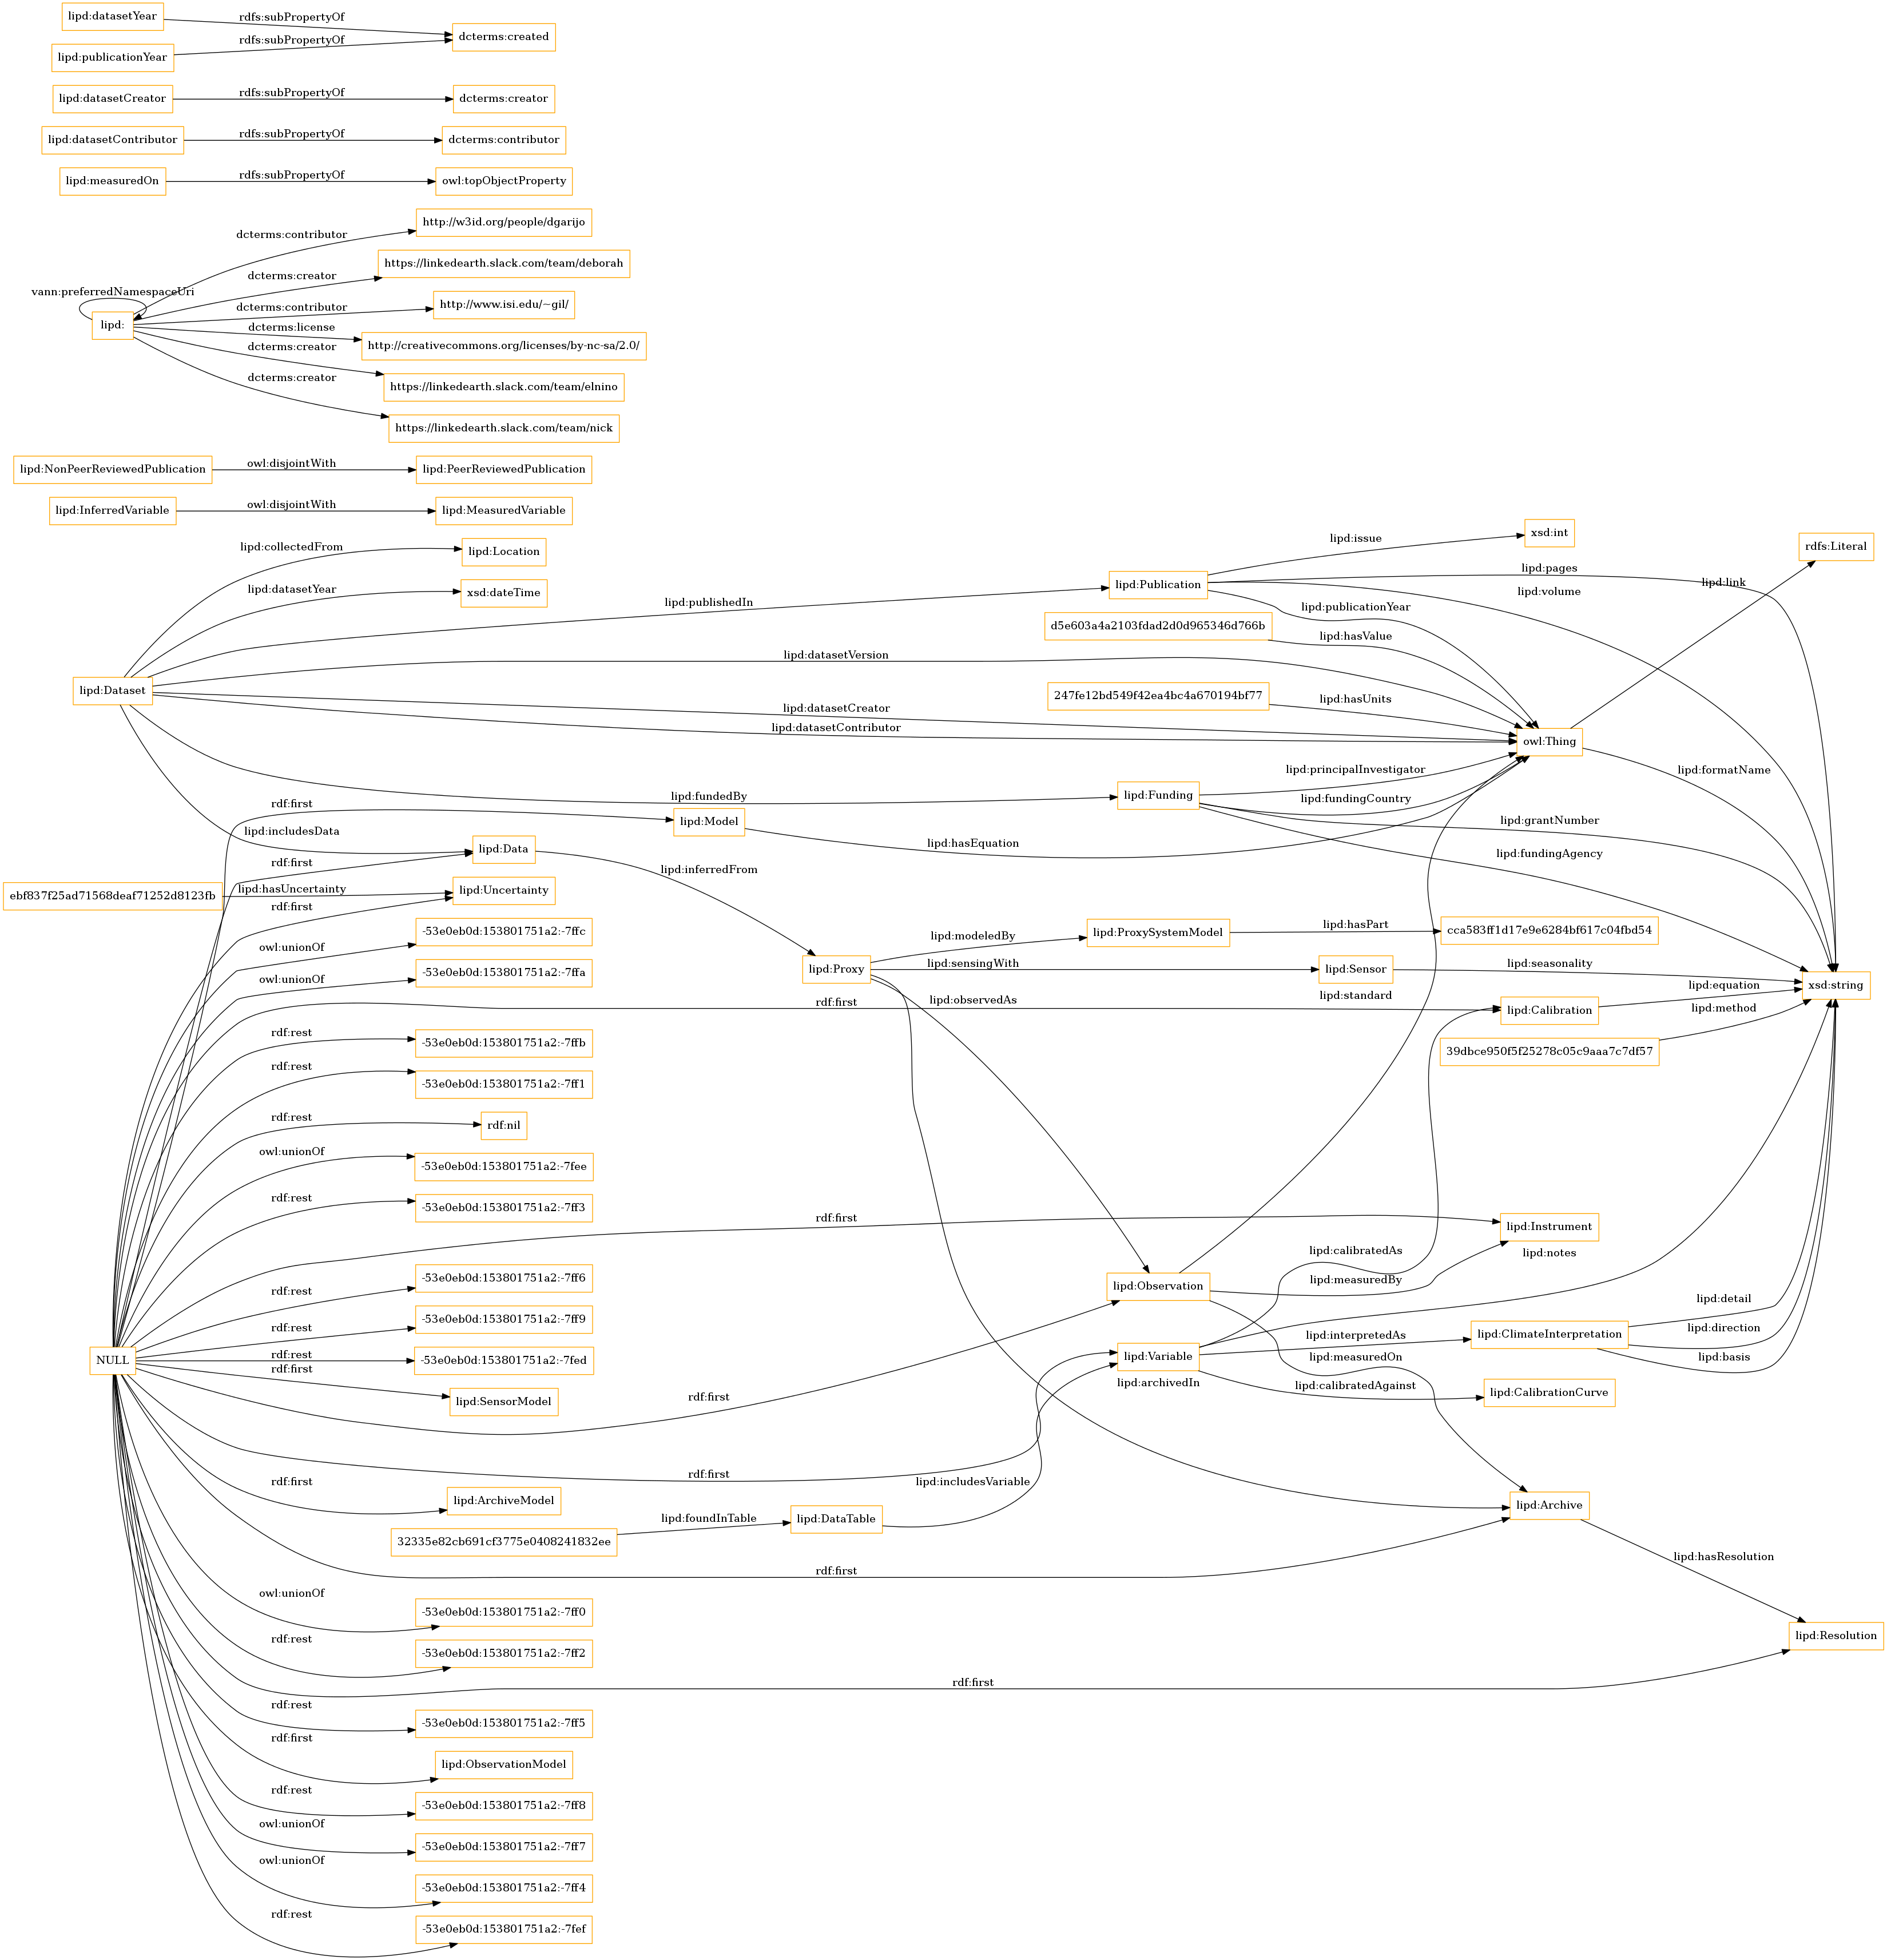 lipd:datasetYear
rdfs:subPropertyOf
dcterms:created
lipd:publicationYear
rdfs:subPropertyOf
lipd:datasetCreator
rdfs:subPropertyOf
dcterms:creator
lipd:datasetContributor
rdfs:subPropertyOf
dcterms:contributor
lipd:measuredOn
rdfs:subPropertyOf
owl:topObjectProperty
http://w3id.org/people/dgarijo
dcterms:contributor
https://linkedearth.slack.com/team/deborah
dcterms:creator
vann:preferredNamespaceUri
http://www.isi.edu/~gil/
dcterms:contributor
lipd:
dcterms:license
http://creativecommons.org/licenses/by-nc-sa/2.0/
dcterms:creator
https://linkedearth.slack.com/team/elnino
dcterms:creator
https://linkedearth.slack.com/team/nick
lipd:NonPeerReviewedPublication
owl:disjointWith
lipd:PeerReviewedPublication
lipd:InferredVariable
owl:disjointWith
lipd:MeasuredVariable
lipd:collectedFrom
lipd:Location
lipd:datasetYear
xsd:dateTime
lipd:publishedIn
lipd:Publication
lipd:issue
xsd:int
rdfs:Literal
lipd:pages
lipd:link
lipd:volume
lipd:publicationYear
d5e603a4a2103fdad2d0d965346d766b
lipd:hasValue
lipd:datasetVersion
lipd:Dataset
247fe12bd549f42ea4bc4a670194bf77
lipd:hasUnits
lipd:datasetCreator
lipd:datasetContributor
owl:Thing
lipd:formatName
lipd:principalInvestigator
lipd:fundedBy
lipd:Funding
lipd:fundingCountry
rdf:first
lipd:Model
lipd:grantNumber
lipd:includesData
lipd:hasEquation
lipd:Data
lipd:fundingAgency
rdf:first
lipd:inferredFrom
ebf837f25ad71568deaf71252d8123fb
lipd:hasUncertainty
lipd:Uncertainty
rdf:first
-53e0eb0d:153801751a2:-7ffc
owl:unionOf
lipd:modeledBy
lipd:ProxySystemModel
lipd:hasPart
cca583ff1d17e9e6284bf617c04fbd54
lipd:Proxy
lipd:sensingWith
lipd:Sensor
lipd:seasonality
-53e0eb0d:153801751a2:-7ffa
owl:unionOf
xsd:string
rdf:first
lipd:observedAs
lipd:standard
lipd:equation
lipd:Calibration
lipd:method
rdf:rest
-53e0eb0d:153801751a2:-7ffb
39dbce950f5f25278c05c9aaa7c7df57
rdf:rest
-53e0eb0d:153801751a2:-7ff1
rdf:rest
rdf:nil
owl:unionOf
-53e0eb0d:153801751a2:-7fee
rdf:rest
-53e0eb0d:153801751a2:-7ff3
rdf:first
lipd:Instrument
lipd:calibratedAs
lipd:notes
-53e0eb0d:153801751a2:-7ff6
rdf:rest
lipd:Observation
lipd:measuredBy
lipd:detail
-53e0eb0d:153801751a2:-7ff9
rdf:rest
lipd:interpretedAs
lipd:ClimateInterpretation
lipd:direction
NULL
rdf:rest
-53e0eb0d:153801751a2:-7fed
rdf:first
lipd:Variable
lipd:measuredOn
lipd:basis
lipd:SensorModel
lipd:archivedIn
lipd:calibratedAgainst
lipd:CalibrationCurve
rdf:first
rdf:first
rdf:first
lipd:ArchiveModel
lipd:includesVariable
lipd:Archive
32335e82cb691cf3775e0408241832ee
lipd:foundInTable
lipd:DataTable
lipd:hasResolution
rdf:first
owl:unionOf
-53e0eb0d:153801751a2:-7ff0
rdf:rest
-53e0eb0d:153801751a2:-7ff2
lipd:Resolution
rdf:first
rdf:rest
-53e0eb0d:153801751a2:-7ff5
rdf:first
lipd:ObservationModel
rdf:rest
-53e0eb0d:153801751a2:-7ff8
owl:unionOf
-53e0eb0d:153801751a2:-7ff7
owl:unionOf
-53e0eb0d:153801751a2:-7ff4
rdf:rest
-53e0eb0d:153801751a2:-7fef